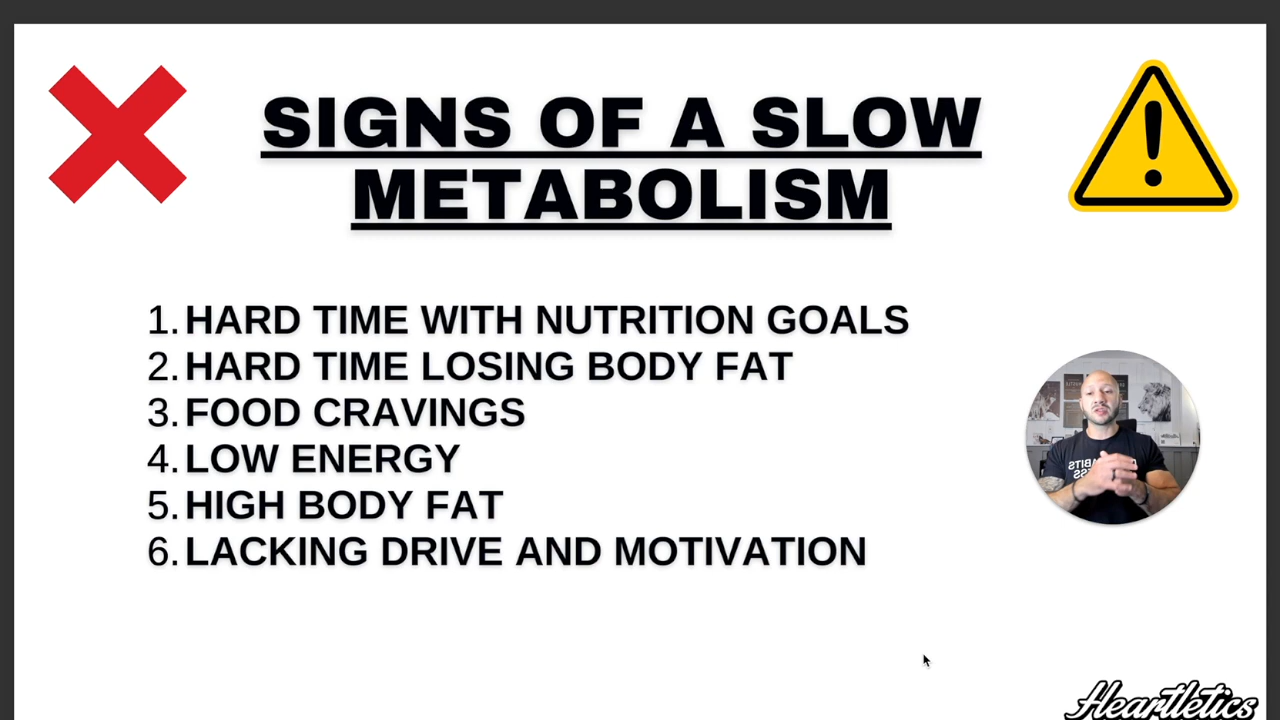 SIGNS OF A SLOW
METABOLISM
1. HARD TIME WITH NUTRITION GOALS
2. HARD TIME LOSING BODY FAT
3. FOOD CRAVINGS
4. LOW ENERGY
5. HIGH BODY FAT
6. LACKING DRIVE AND MOTIVATION
HABITS
Heartletics